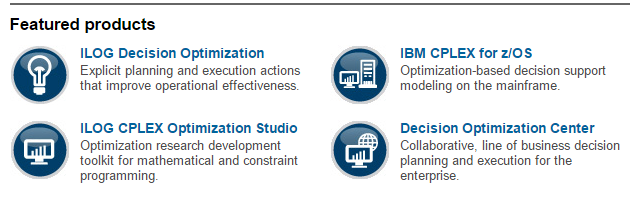 Featured products
ILOG Decision Optimization
Explicit planning and execution actions
that improve operational effectiveness.
IBM CPLEX for z/OS
Optimization-based decision support
modeling on the mainframe.
ILOG CPLEX Optimization Studio
Optimization research development
toolkit for mathematical and constraint
programming.
Decision Optimization Center
Collaborative, line of business decision
planning and execution for the
enterprise.